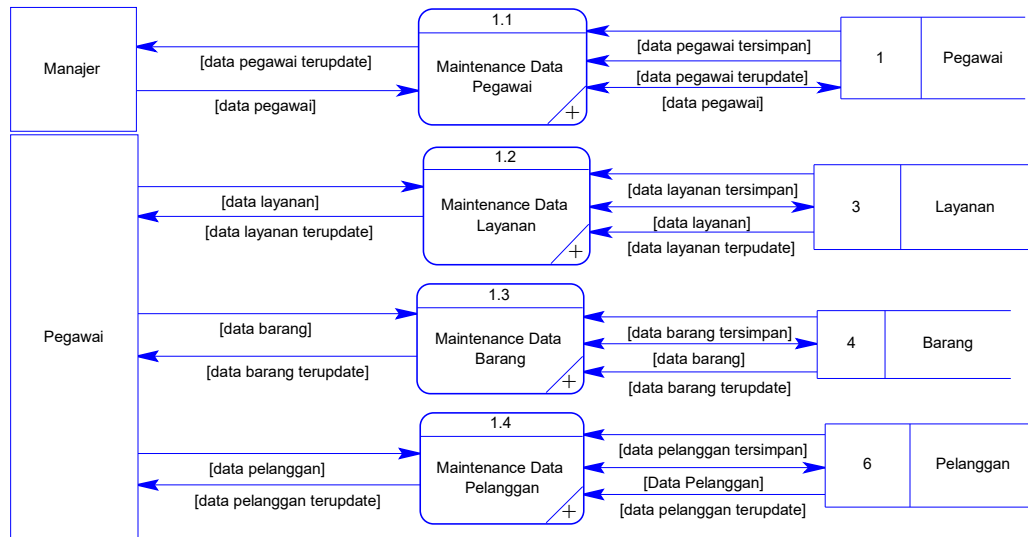 Manajer
[data pegawai terupdate]
[data pegawai]
1.1
Maintenance Data
Pegawai
+
[data pegawai tersimpan]
[data pegawai terupdate]
[data pegawai]
1
Pegawai
Pegawai
[data layanan]
[data layanan terupdate]
1.2
Maintenance Data
Layanan
+
[data layanan tersimpan]
[data layanan]
[data layanan terpudate]
3
Layanan
[data barang]
[data barang terupdate]
1.3
Maintenance Data
Barang
+
[data barang tersimpan]
[data barang]
[data barang terupdate]
4
Barang
[data pelanggan]
[data pelanggan terupdate]
1.4
Maintenance Data
Pelanggan
+
[data pelanggan tersimpan]
[Data Pelanggan]
[data pelanggan terupdate]
6
Pelanggan